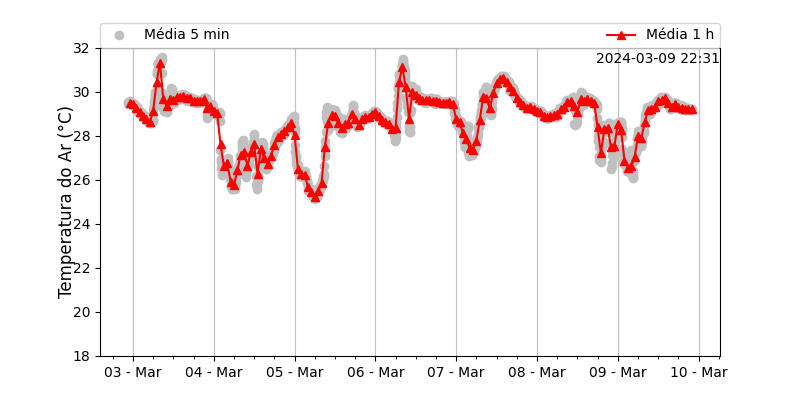 Média 5 min
Média 1 h
2024-03-09 22:31
Temperatura do Ar (°C)
32
30
28
26
24
22
20
18
03 - Mar
04 - Mar
05 - Mar
06 - Mar
07 - Mar
08 - Mar
09 - Mar
10 - Mar